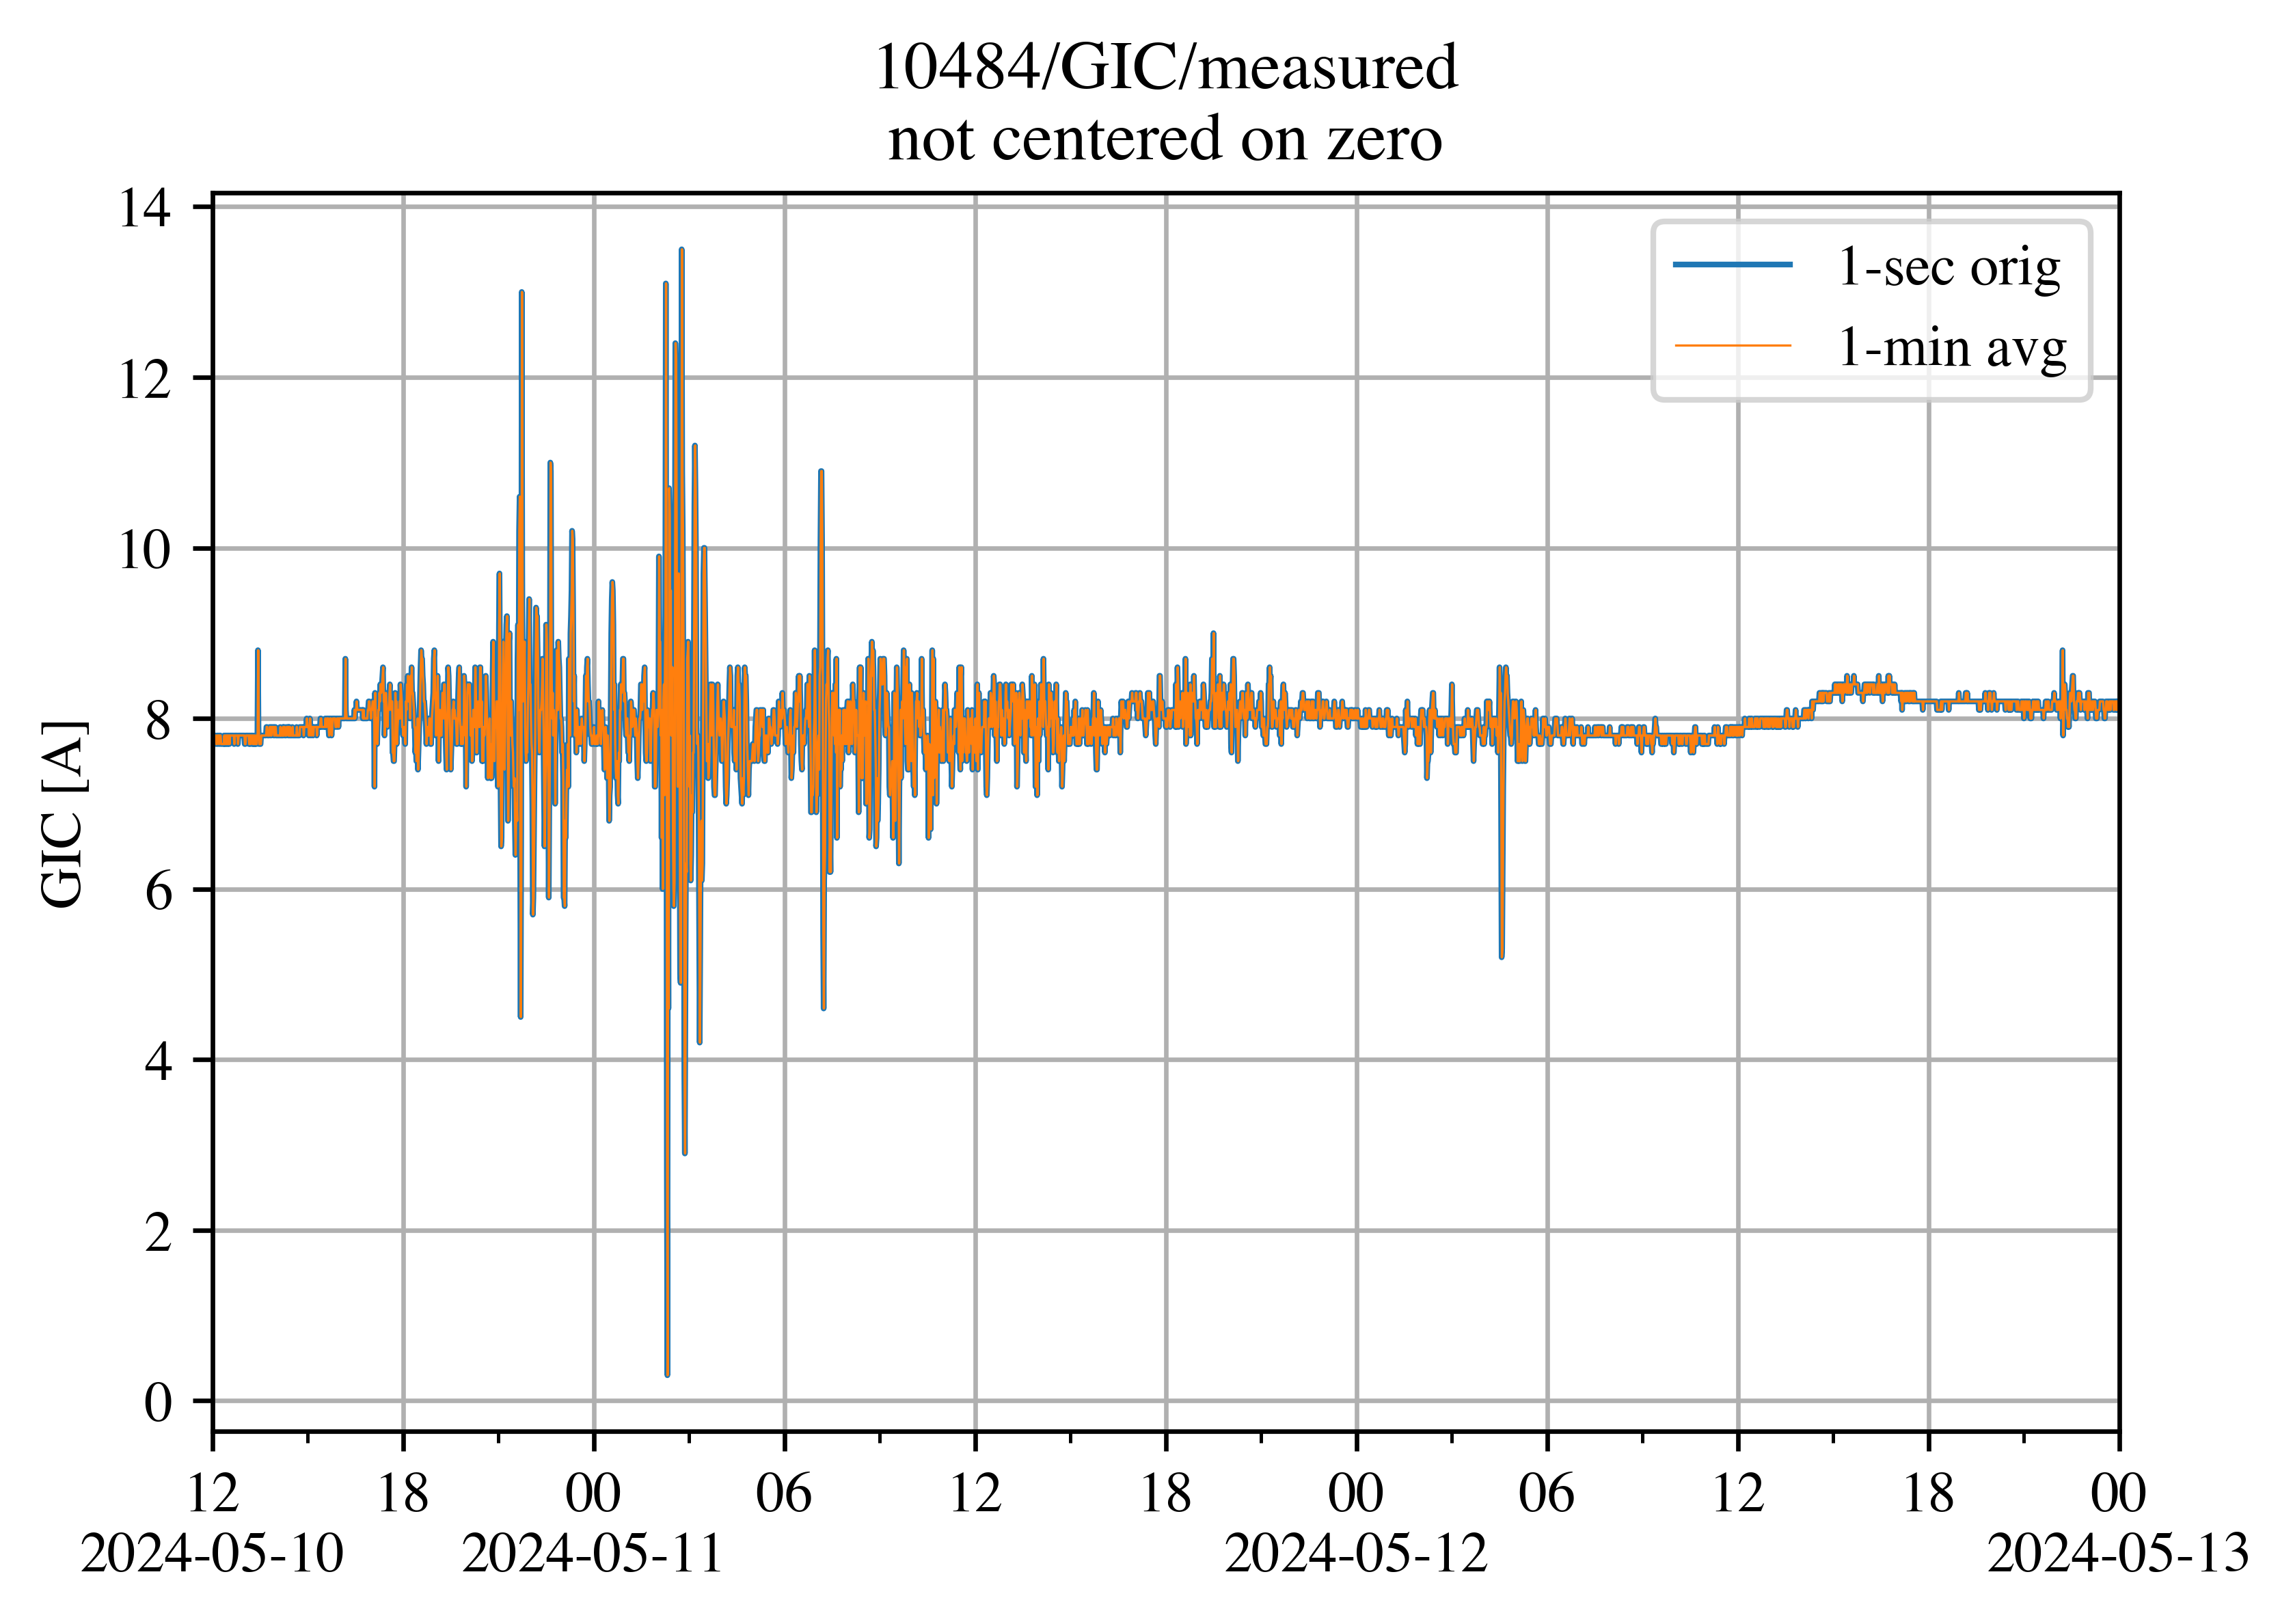 10484/GIC/measured
not centered on zero
14
12
10
8
6
4
2
0
GIC [A]
1-sec orig
1-min avg
12 18 00 06 12 18 00 06 12 18 00
2024-05-10 2024-05-11 2024-05-12 2024-05-13